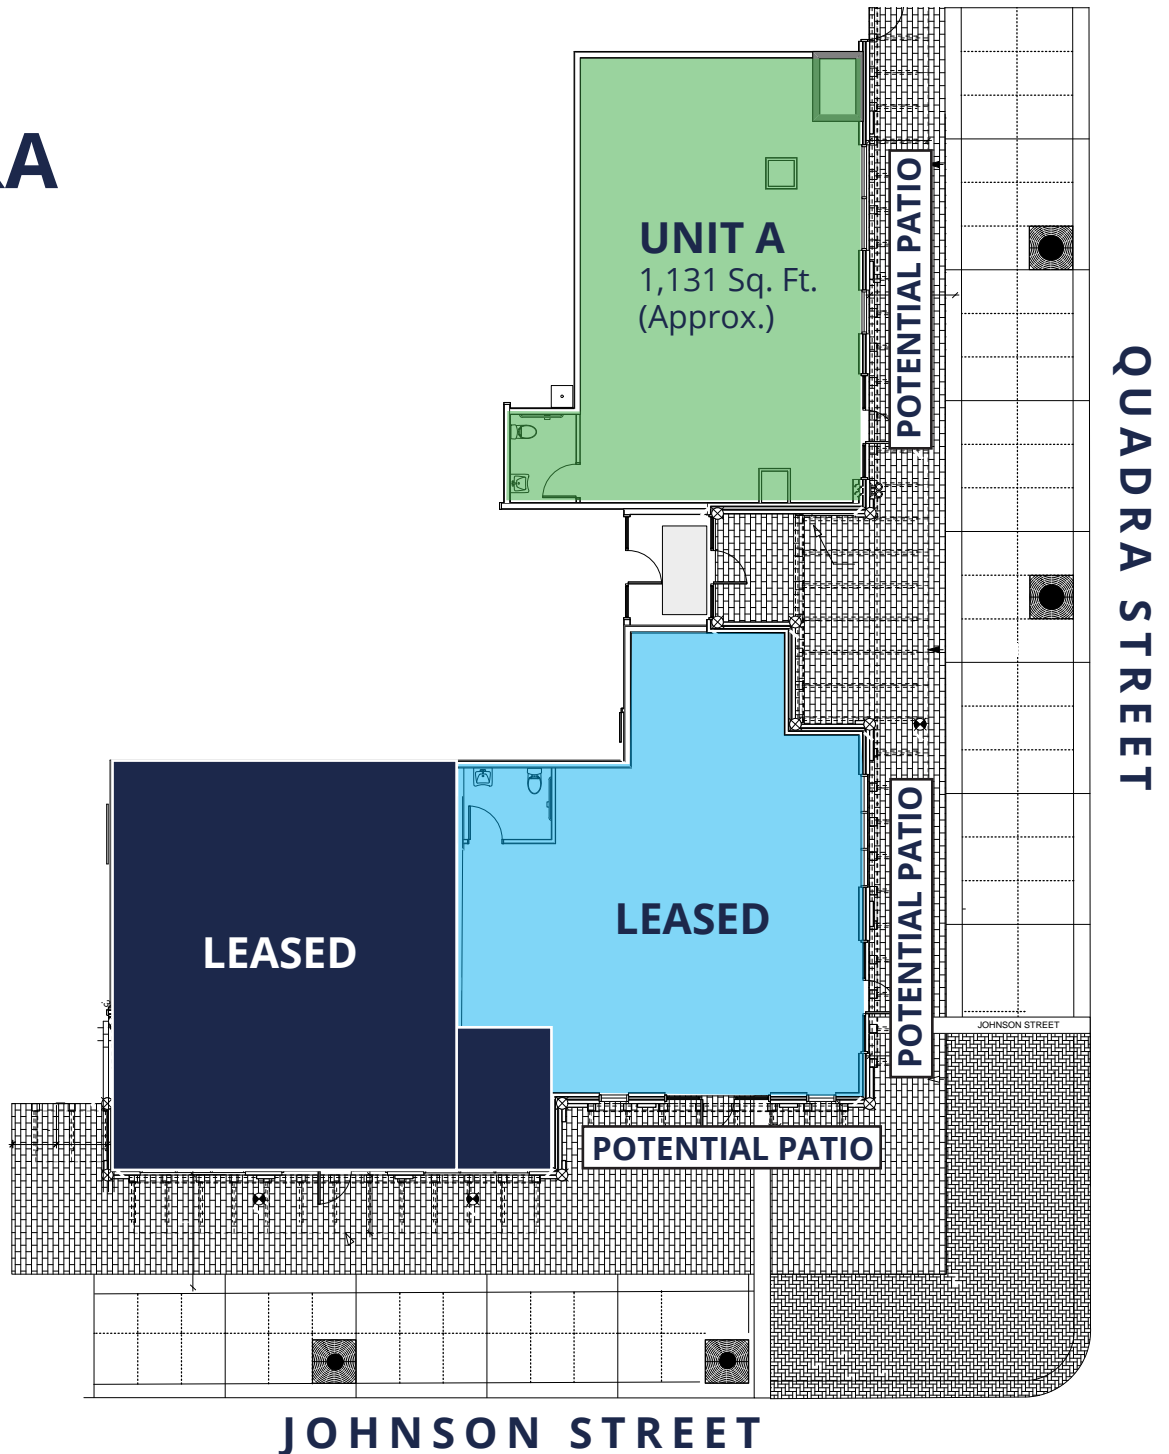 UNIT A
1,131 Sq. Ft.
(Approx.)
POTENTIAL PATIO
QUADRA STREET
LEASED
LEASED
POTENTIAL PATIO
JOHNSON STREET
POTENTIAL PATIO
JOHNSON STREET